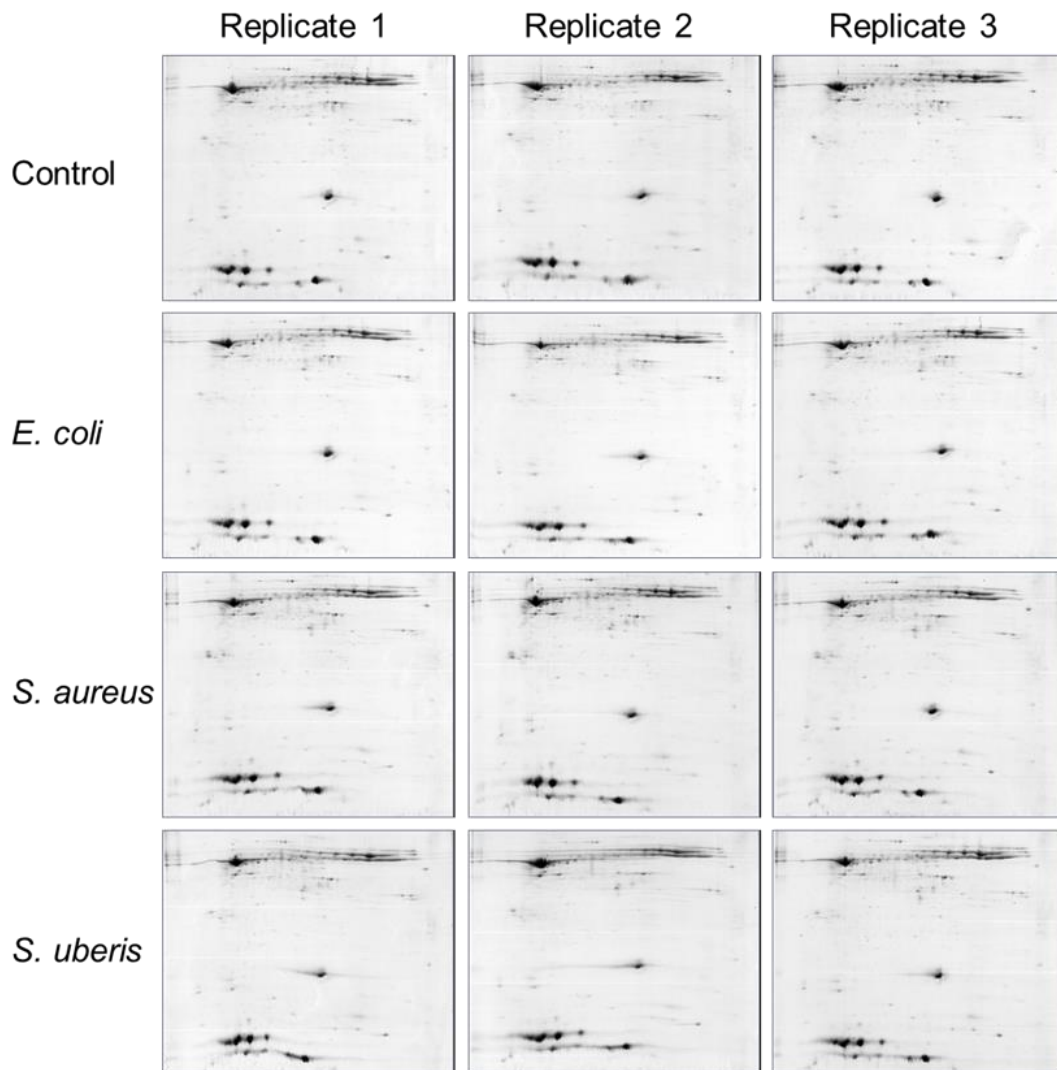 Replicate 1 Replicate 2 Replicate 3
Control
E. coli
S. aureus
S. uberis